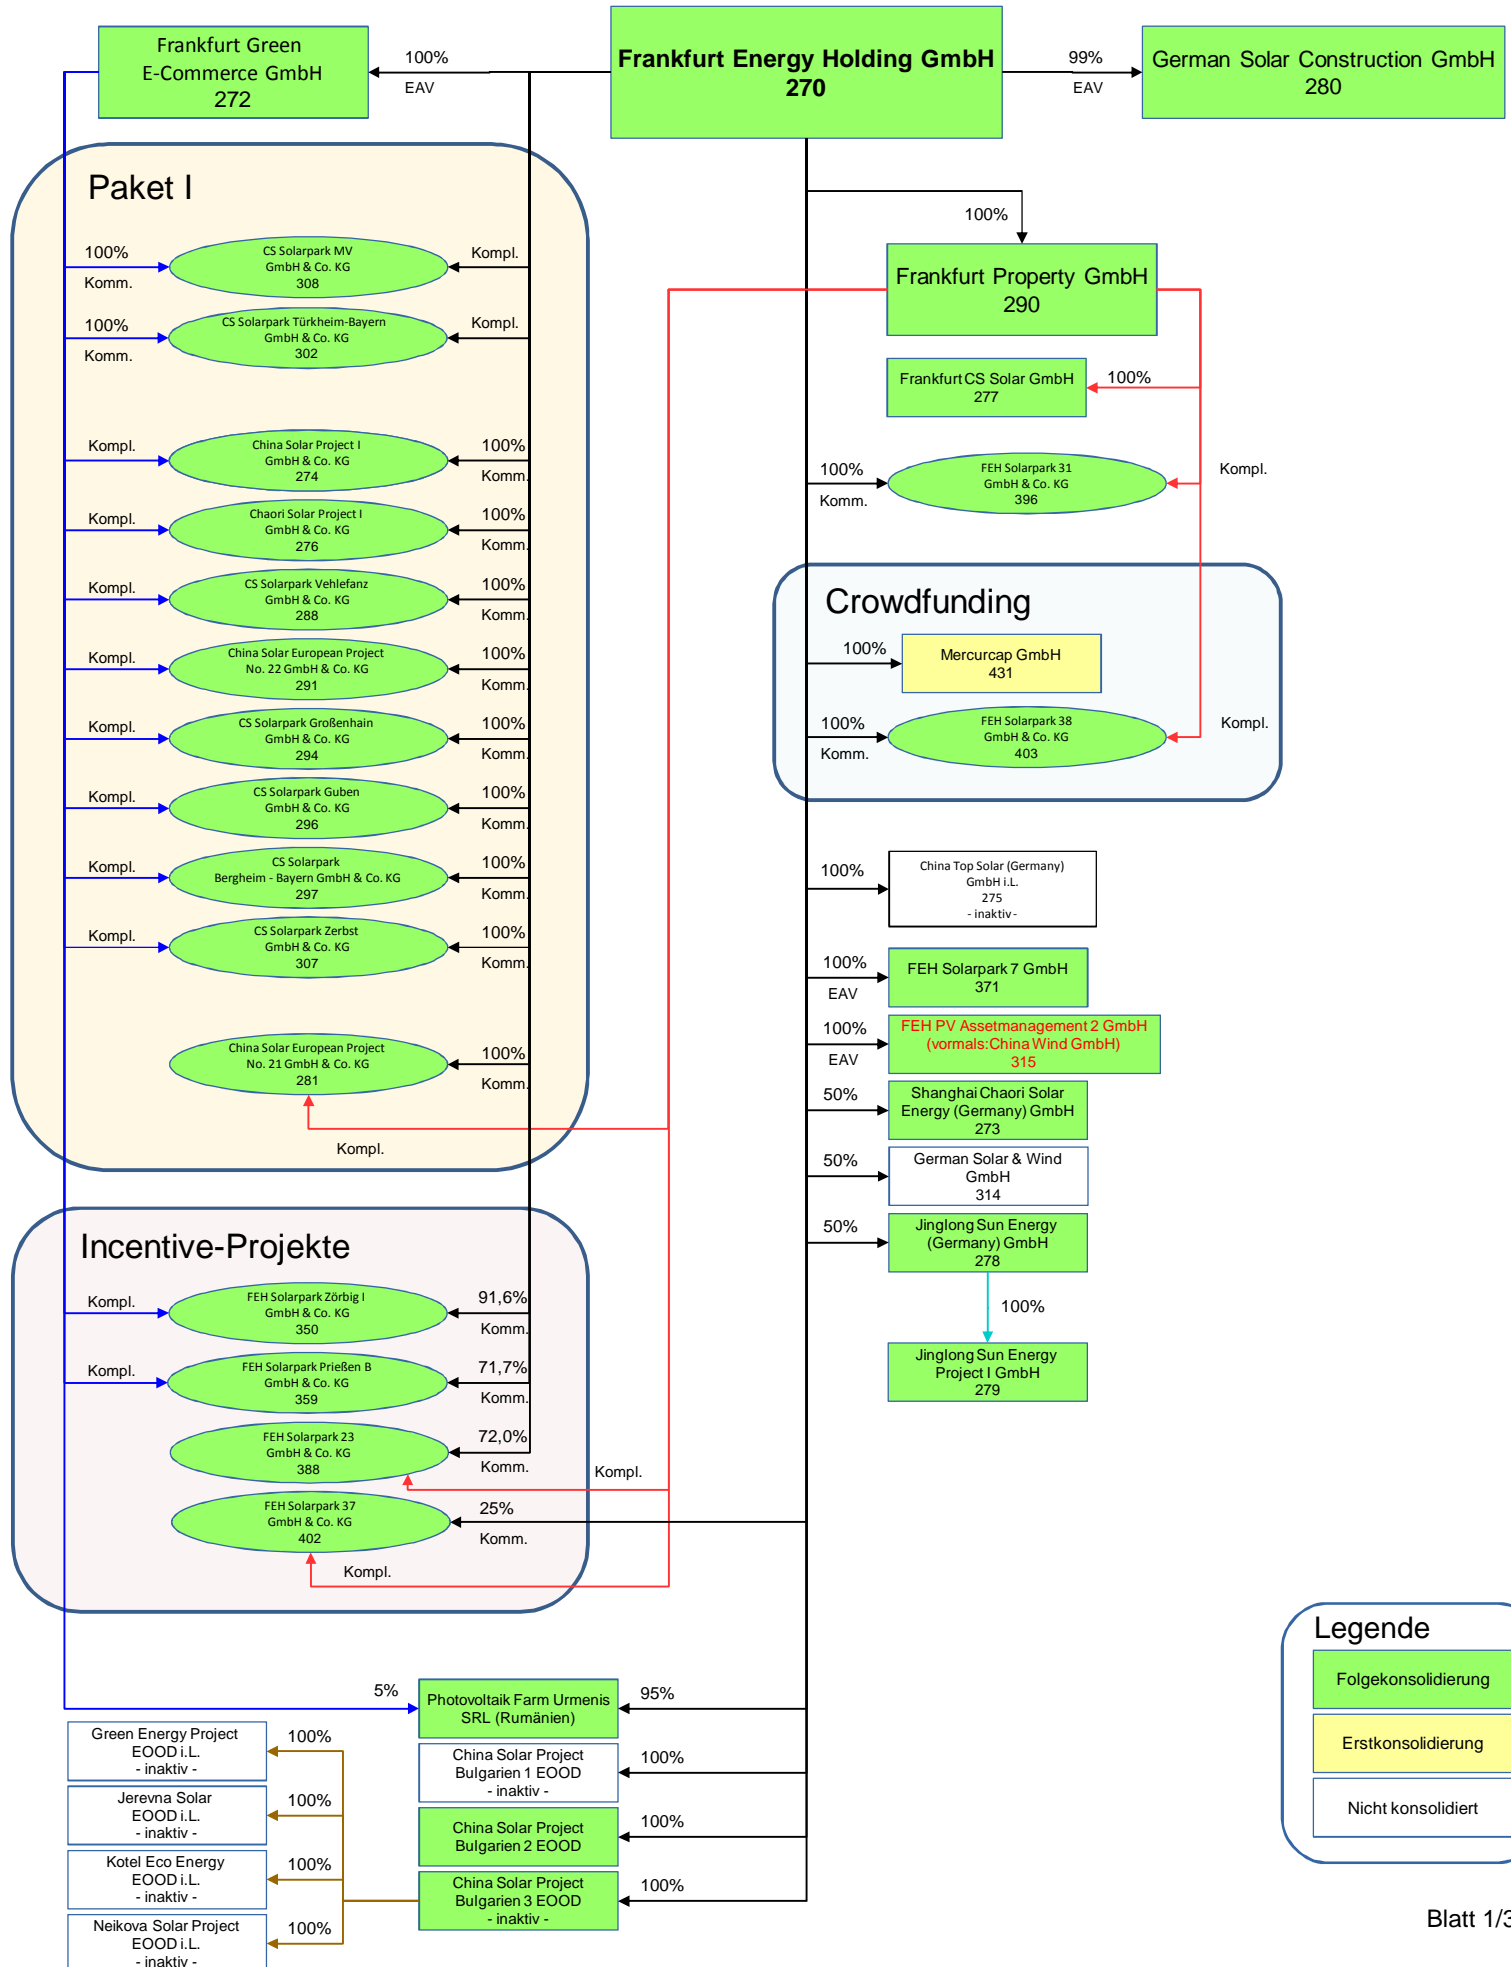 Frankfurt Green
E-Commerce GmbH
272
100%
EAV
Frankfurt Energy Holding GmbH
270
99%
EAV
German Solar Construction GmbH
280
Paket I
100%
Komm.
CS Solarpark MV
GmbH & Co. KG
308
Kompl.
100%
Komm.
CS Solarpark Türkheim-Bayern
GmbH & Co. KG
302
Kompl.
Kompl.
China Solar Project I
GmbH & Co. KG
274
100%
Komm.
Kompl.
Chaori Solar Project I
GmbH & Co. KG
276
100%
Komm.
Kompl.
CS Solarpark Vehlefanz
GmbH & Co. KG
288
100%
Komm.
Kompl.
China Solar European Project
No. 22 GmbH & Co. KG
291
100%
Komm.
Kompl.
CS Solarpark Großenhain
GmbH & Co. KG
294
100%
Komm.
Kompl.
CS Solarpark Guben
GmbH & Co. KG
296
100%
Komm.
Kompl.
CS Solarpark
Bergheim - Bayern GmbH & Co. KG
297
100%
Komm.
Kompl.
CS Solarpark Zerbst
GmbH & Co. KG
307
100%
Komm.
China Solar European Project
No. 21 GmbH & Co. KG
281
100%
Komm.
Kompl.
Incentive-Projekte
Kompl.
FEH Solarpark Zörbig I
GmbH & Co. KG
350
91,6%
Komm.
Kompl.
FEH Solarpark Prießen B
GmbH & Co. KG
359
71,7%
Komm.
FEH Solarpark 23
GmbH & Co. KG
388
72,0%
Komm.
Kompl.
FEH Solarpark 37
GmbH & Co. KG
402
25%
Komm.
Kompl.
100%
Frankfurt Property GmbH
290
Frankfurt CS Solar GmbH
277
100%
100%
Komm.
FEH Solarpark 31
GmbH & Co. KG
396
Kompl.
Crowdfunding
100%
Mercurcap GmbH
431
100%
Komm.
FEH Solarpark 38
GmbH & Co. KG
403
Kompl.
100%
China Top Solar (Germany)
GmbH i.L.
275
- inaktiv -
100%
EAV
FEH Solarpark 7 GmbH
371
100%
EAV
FEH PV Assetmanagement 2 GmbH
(vormals:China Wind GmbH)
315
50%
Shanghai Chaori Solar
Energy (Germany) GmbH
273
50%
German Solar & Wind
GmbH
314
50%
Jinglong Sun Energy
(Germany) GmbH
278
100%
Jinglong Sun Energy
Project I GmbH
279
5%
Photovoltaik Farm Urmenis
SRL (Rumänien)
95%
China Solar Project
Bulgarien 1 EOOD
- inaktiv -
100%
China Solar Project
Bulgarien 2 EOOD
100%
China Solar Project
Bulgarien 3 EOOD
- inaktiv -
100%
Green Energy Project
EOOD i.L.
- inaktiv -
100%
Jerevna Solar
EOOD i.L.
- inaktiv -
100%
Kotel Eco Energy
EOOD i.L.
- inaktiv -
100%
Neikova Solar Project
EOOD i.L.
- inaktiv -
100%
Legende
Folgekonsolidierung
Erstkonsolidierung
Nicht konsolidiert
Blatt 1/3